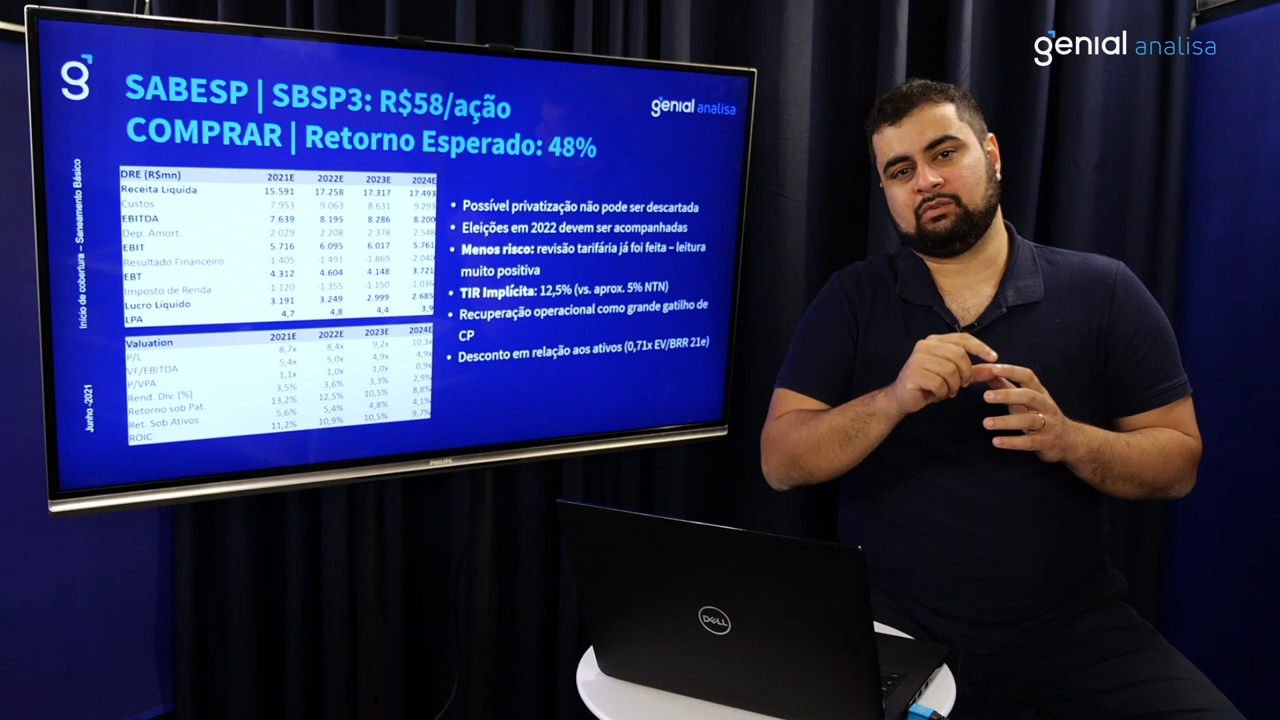 genial analisa
SABESP | SBSP3: R$58/ação
COMPRAR | Retorno Esperado: 48%
genial analisa
Início de cobertura – Saneamento Básico
Junho -2021
DRE (R$mn) 2021E 2022E 2023E 2024E
Receita Líquida 15.591 17.258 17.317 17.493
Custos 7.953 9.063 8.631 9.293
EBITDA 7.639 8.195 8.286 8.200
Dep. Amort. 2.029 2.208 2.378 2.548
EBIT 5.716 6.095 6.017 5.761
Resultado Financeiro -1.405 -1.491 -1.869 -2.040
EBT 4.312 4.604 4.148 3.721
Imposto de Renda -1.120 -1.355 -1.150 -1.036
Lucro Líquido 3.191 3.249 2.999 2.685
LPA 4,7 4,8 4,4 3,9
Valuation 2021E 2022E 2023E 2024E
P/L 8,7x 8,4x 9,2x 10,3x
VF/EBITDA 5,4x 5,0x 4,9x 4,9x
P/VPA 1,1x 1,0x 1,0x 0,9x
Rend. Div. (%) 3,5% 3,6% 3,3% 2,9%
Retorno sob Pat. 13,2% 12,5% 10,5% 8,8%
Ret. Sob Ativos 5,6% 5,4% 4,8% 4,1%
ROIC 11,2% 10,9% 10,5% 9,7%
• Possível privatização não pode ser descartada
• Eleições em 2022 devem ser acompanhadas
• Menos risco: revisão tarifária já foi feita – leitura
muito positiva
• TIR Implícita: 12,5% (vs. aprox. 5% NTN)
• Recuperação operacional como grande gatilho de
CP
• Desconto em relação aos ativos (0,71x EV/BRR 21e)
PHILIPS
DELL